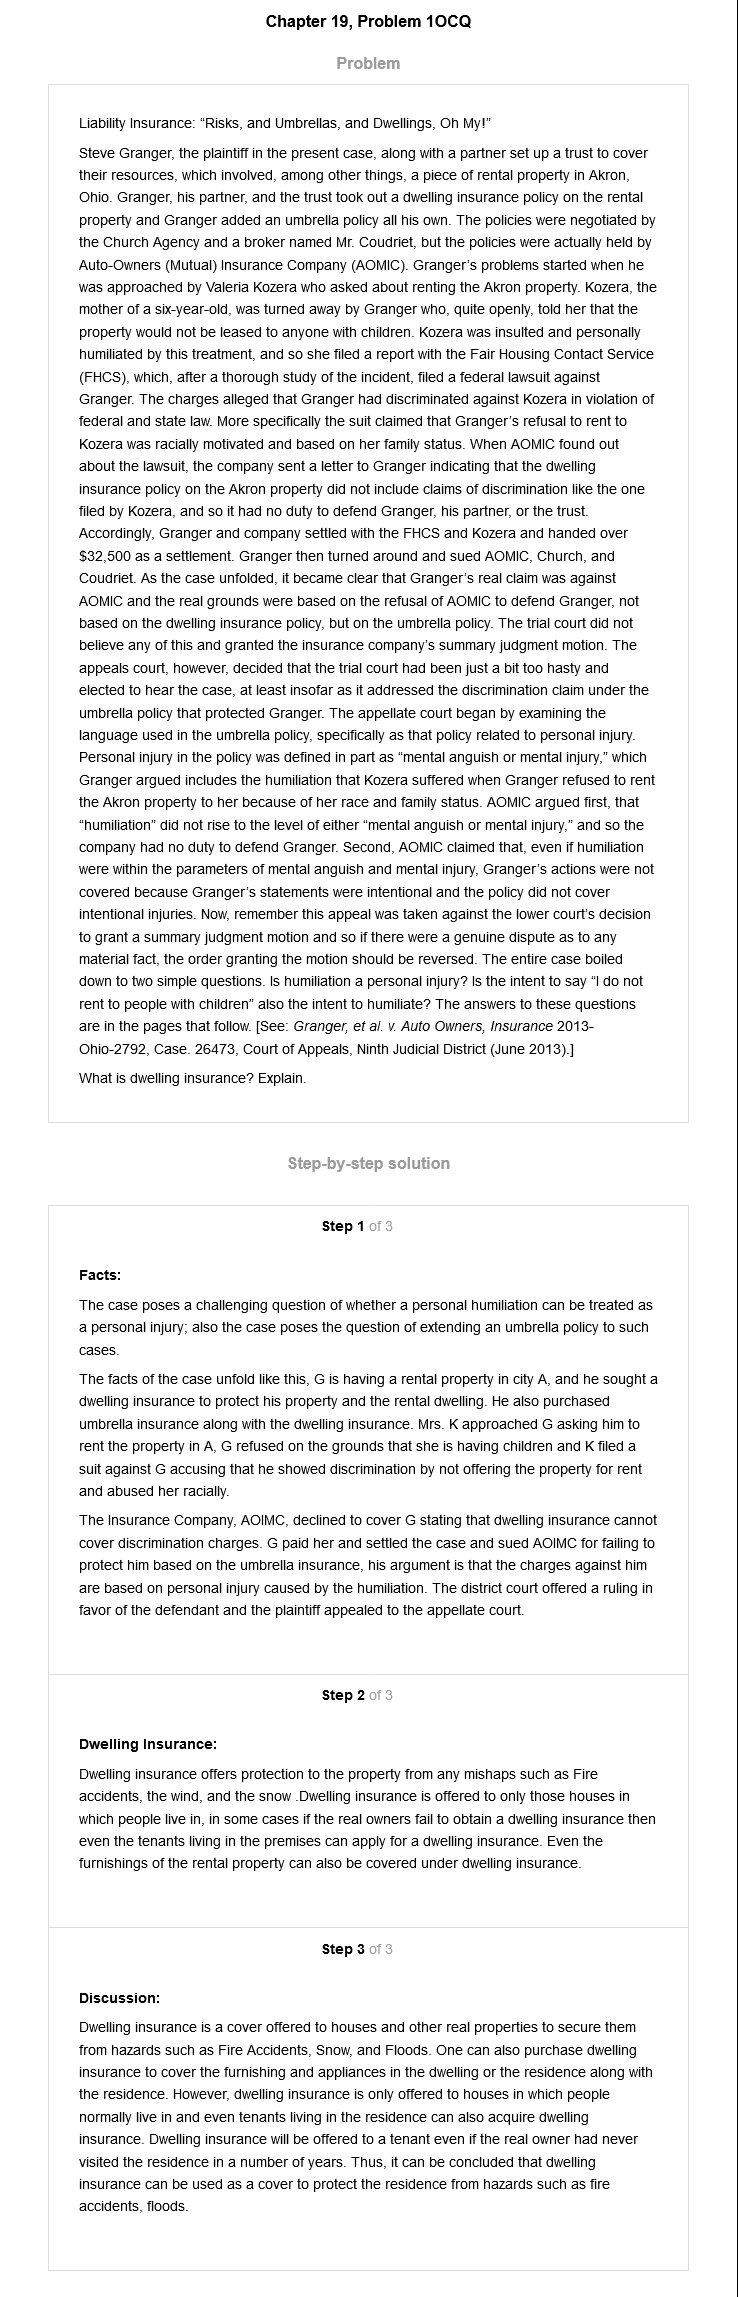 Chapter 19, Problem 1OCQ
Problem
Liability Insurance: “Risks, and Umbrellas, and Dwellings, Oh My!”
Steve Granger, the plaintiff in the present case, along with a partner set up a trust to cover
their resources, which involved, among other things, a piece of rental property in Akron,
Ohio. Granger, his partner, and the trust took out a dwelling insurance policy on the rental
property and Granger added an umbrella policy all his own. The policies were negotiated by
the Church Agency and a broker named Mr. Coudriet, but the policies were actually held by
Auto-Owners (Mutual) Insurance Company (AOMIC). Granger’s problems started when he
was approached by Valeria Kozera who asked about renting the Akron property. Kozera, the
mother of a six-year-old, was turned away by Granger who, quite openly, told her that the
property would not be leased to anyone with children. Kozera was insulted and personally
humiliated by this treatment, and so she filed a report with the Fair Housing Contact Service
(FHCS), which, after a thorough study of the incident, filed a federal lawsuit against
Granger. The charges alleged that Granger had discriminated against Kozera in violation of
federal and state law. More specifically the suit claimed that Granger’s refusal to rent to
Kozera was racially motivated and based on her family status. When AOMIC found out
about the lawsuit, the company sent a letter to Granger indicating that the dwelling
insurance policy on the Akron property did not include claims of discrimination like the one
filed by Kozera, and so it had no duty to defend Granger, his partner, or the trust.
Accordingly, Granger and company settled with the FHCS and Kozera and handed over
$32,500 as a settlement. Granger then turned around and sued AOMIC, Church, and
Coudriet. As the case unfolded, it became clear that Granger’s real claim was against
AOMIC and the real grounds were based on the refusal of AOMIC to defend Granger, not
based on the dwelling insurance policy, but on the umbrella policy. The trial court did not
believe any of this and granted the insurance company’s summary judgment motion. The
appeals court, however, decided that the trial court had been just a bit too hasty and
elected to hear the case, at least insofar as it addressed the discrimination claim under the
umbrella policy that protected Granger. The appellate court began by examining the
language used in the umbrella policy, specifically as that policy related to personal injury.
Personal injury in the policy was defined in part as “mental anguish or mental injury,” which
Granger argued includes the humiliation that Kozera suffered when Granger refused to rent
the Akron property to her because of her race and family status. AOMIC argued first, that
“humiliation” did not rise to the level of either “mental anguish or mental injury,” and so the
company had no duty to defend Granger. Second, AOMIC claimed that, even if humiliation
were within the parameters of mental anguish and mental injury, Granger’s actions were not
covered because Granger’s statements were intentional and the policy did not cover
intentional injuries. Now, remember this appeal was taken against the lower court’s decision
to grant a summary judgment motion and so if there were a genuine dispute as to any
material fact, the order granting the motion should be reversed. The entire case boiled
down to two simple questions. Is humiliation a personal injury? Is the intent to say “I do not
rent to people with children” also the intent to humiliate? The answers to these questions
are in the pages that follow. [See: Granger, et al. v. Auto Owners, Insurance 2013-
Ohio-2792, Case. 26473, Court of Appeals, Ninth Judicial District (June 2013).]
What is dwelling insurance? Explain.
Step-by-step solution
Step 1 of 3
Facts:
The case poses a challenging question of whether a personal humiliation can be treated as
a personal injury; also the case poses the question of extending an umbrella policy to such
cases.
The facts of the case unfold like this, G is having a rental property in city A, and he sought a
dwelling insurance to protect his property and the rental dwelling. He also purchased
umbrella insurance along with the dwelling insurance. Mrs. K approached G asking him to
rent the property in A, G refused on the grounds that she is having children and K filed a
suit against G accusing that he showed discrimination by not offering the property for rent
and abused her racially.
The Insurance Company, AOIMC, declined to cover G stating that dwelling insurance cannot
cover discrimination charges. G paid her and settled the case and sued AOIMC for failing to
protect him based on the umbrella insurance, his argument is that the charges against him
are based on personal injury caused by the humiliation. The district court offered a ruling in
favor of the defendant and the plaintiff appealed to the appellate court.
Step 2 of 3
Dwelling Insurance:
Dwelling insurance offers protection to the property from any mishaps such as Fire
accidents, the wind, and the snow .Dwelling insurance is offered to only those houses in
which people live in, in some cases if the real owners fail to obtain a dwelling insurance then
even the tenants living in the premises can apply for a dwelling insurance. Even the
furnishings of the rental property can also be covered under dwelling insurance.
Step 3 of 3
Discussion:
Dwelling insurance is a cover offered to houses and other real properties to secure them
from hazards such as Fire Accidents, Snow, and Floods. One can also purchase dwelling
insurance to cover the furnishing and appliances in the dwelling or the residence along with
the residence. However, dwelling insurance is only offered to houses in which people
normally live in and even tenants living in the residence can also acquire dwelling
insurance. Dwelling insurance will be offered to a tenant even if the real owner had never
visited the residence in a number of years. Thus, it can be concluded that dwelling
insurance can be used as a cover to protect the residence from hazards such as fire
accidents, floods.